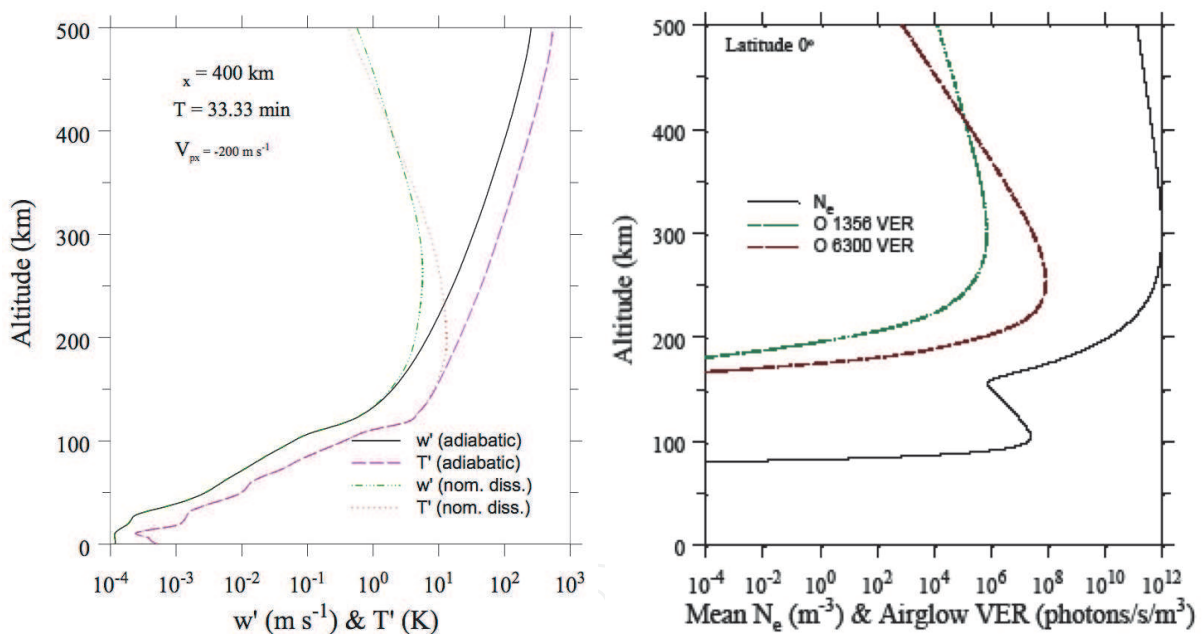 500
400
300
200
100
0
Altitude (km)
x = 400 km
T = 33.33 min
Vpx = -200 m s-1
w' (adiabatic)
T' (adiabatic)
w' (nom. diss.)
T' (nom. diss.)
10-4 10-3 10-2 10-1 100 101 102 103
w' (m s-1) & T' (K)
500
400
300
200
100
0
Altitude (km)
Latitude 0º
Ne
O 1356 VER
O 6300 VER
10-4 10-2 100 102 104 106 108 1010 1012
Mean Ne (m-3) & Airglow VER (photons/s/m3)